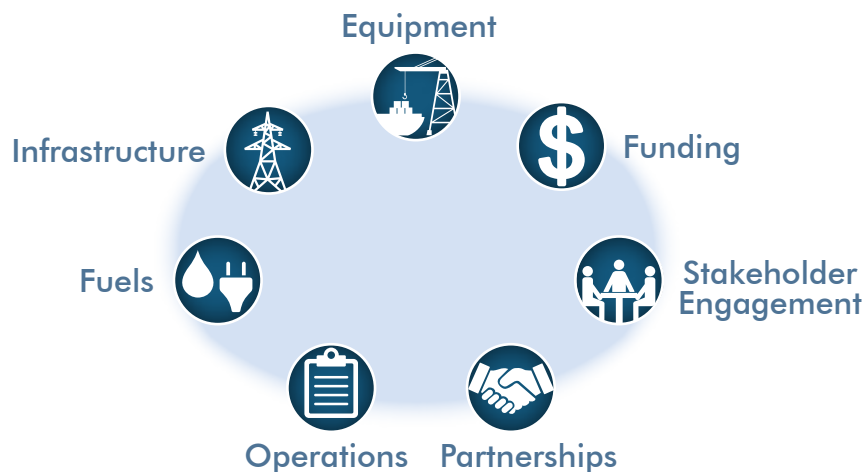 Equipment
Infrastructure
Funding
Fuels
Stakeholder
Engagement
Operations
Partnerships